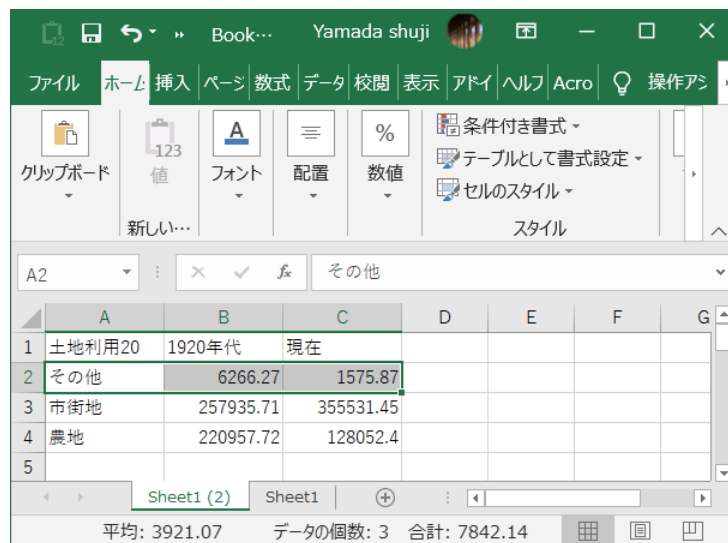 Book… Yamada shuji
ファイル ホーム 挿入 ページ 数式 データ 校閲 表示 アドイ ヘルフ Acro 操作アシ
クリップボード 値 フォント 配置 数値
条件付き書式
テーブルとして書式設定
セルのスタイル
新しい… スタイル
A2 fx その他
A B C D E F G
1 土地利用20 1920年代 現在
2 その他 6266.27 1575.87
3 市街地 257935.71 355531.45
4 農地 220957.72 128052.4
5
Sheet1 (2) Sheet1
平均: 3921.07 データの個数: 3 合計: 7842.14